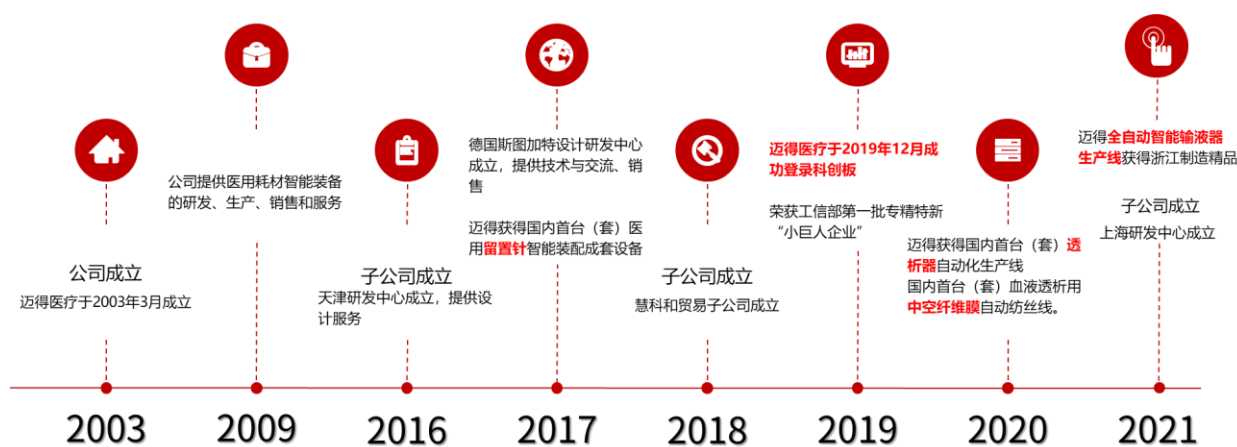 公司成立
迈得医疗于2003年3月成立
公司提供医用耗材智能装备
的研发、生产、销售和服务
子公司成立
天津研发中心成立，提供设
计服务
德国斯图加特设计研发中心
成立，提供技术与交流、销
售
迈得获得国内首台（套）医
用留置针智能装配成套设备
子公司成立
慧科和贸易子公司成立
迈得医疗于2019年12月成
功登录科创板
荣获工信部第一批专精特新
“小巨人企业”
迈得获得国内首台（套）透
析器自动化生产线
国内首台（套）血液透析用
中空纤维膜自动纺丝线。
迈得全自动智能输液器
生产线获得浙江制造精品
子公司成立
上海研发中心成立
2003 2009 2016 2017 2018 2019 2020 2021